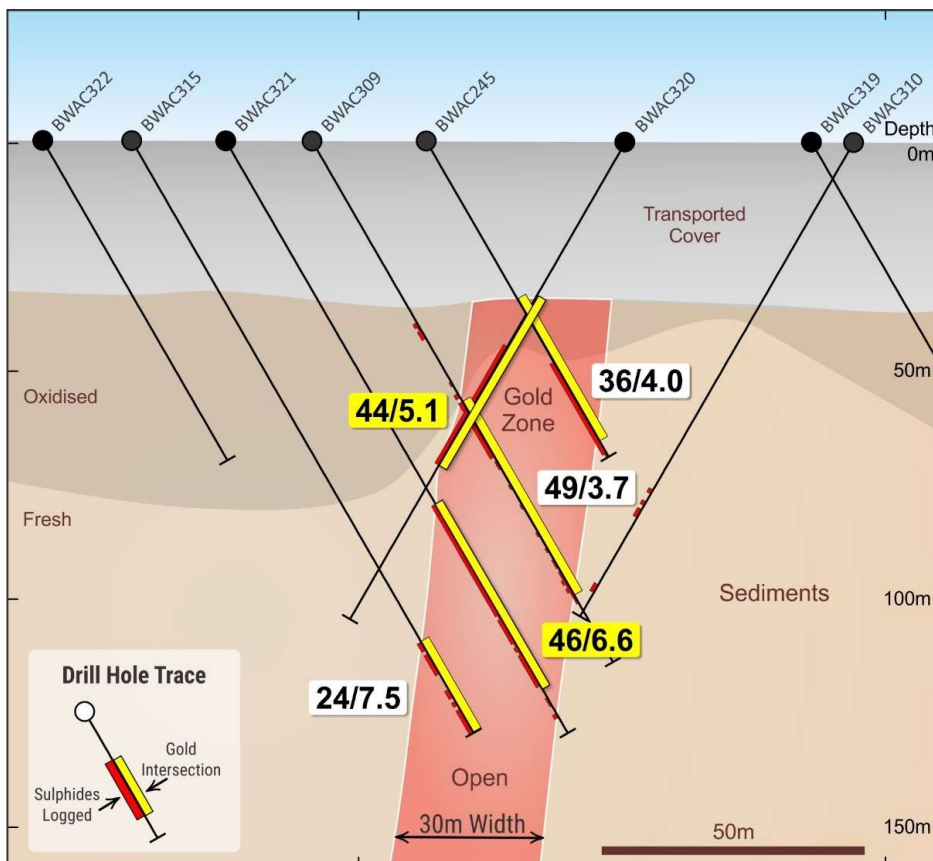 BWAC322
BWAC315
BWAC321
BWAC309
BWAC245
BWAC320
BWAC319
BWAC310
Depth
0m
Transported
Cover
50m
36/4.0
Oxidised
44/5.1
Gold
Zone
49/3.7
Fresh
Sediments
100m
46/6.6
Drill Hole Trace
24/7.5
Gold
Intersection
Sulphides
Logged
Open
30m Width
50m
150m